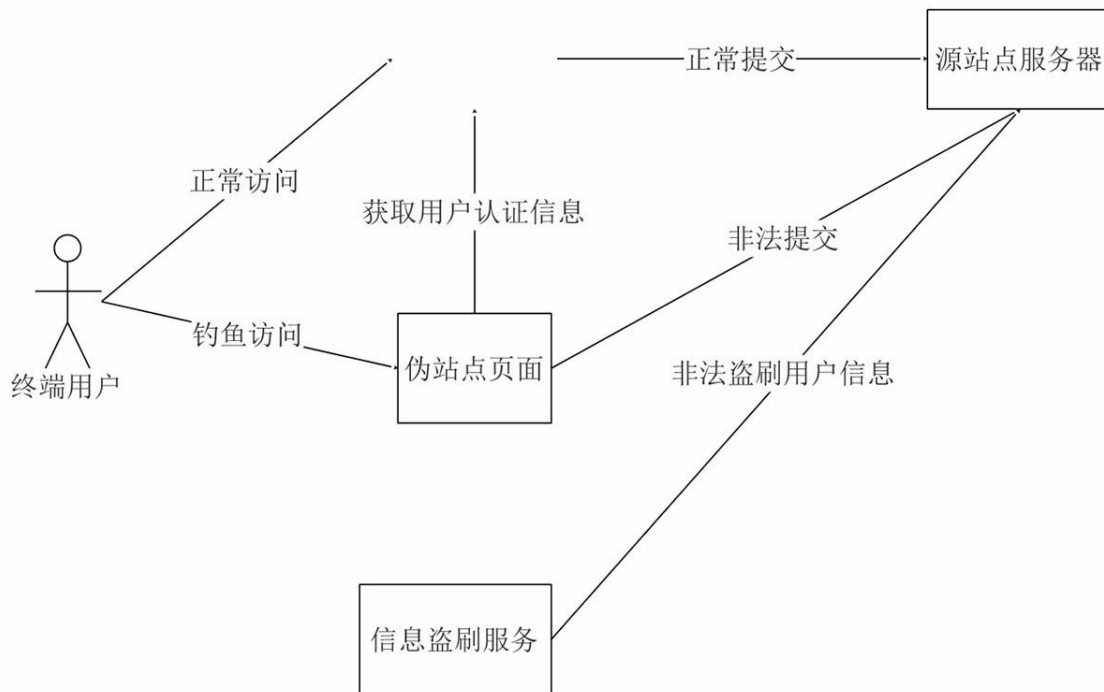 正常提交
源站点服务器
正常访问
获取用户认证信息
非法提交
钓鱼访问
伪站点页面
非法盗刷用户信息
终端用户
信息盗刷服务